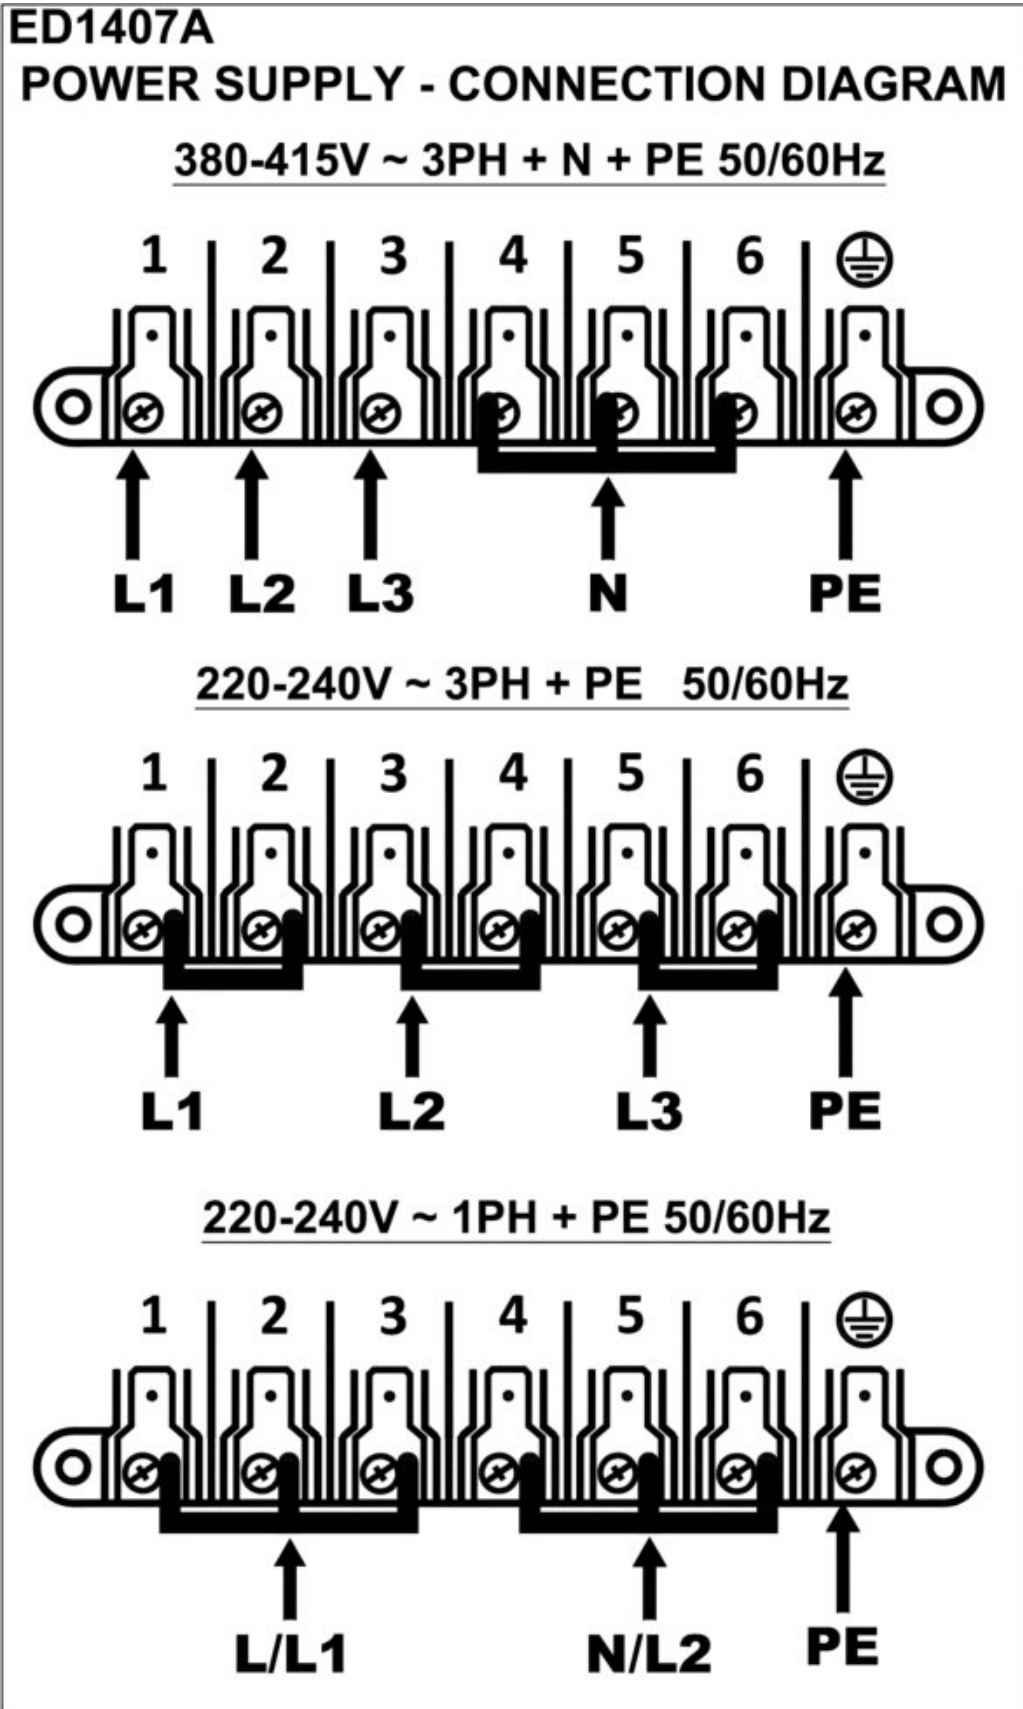 ED1407A
POWER SUPPLY - CONNECTION DIAGRAM
380-415V ~ 3PH + N + PE 50/60Hz
1 2 3 4 5 6
L1 L2 L3 N PE
220-240V ~ 3PH + PE 50/60Hz
1 2 3 4 5 6
L1 L2 L3 PE
220-240V ~ 1PH + PE 50/60Hz
1 2 3 4 5 6
L/L1 N/L2 PE